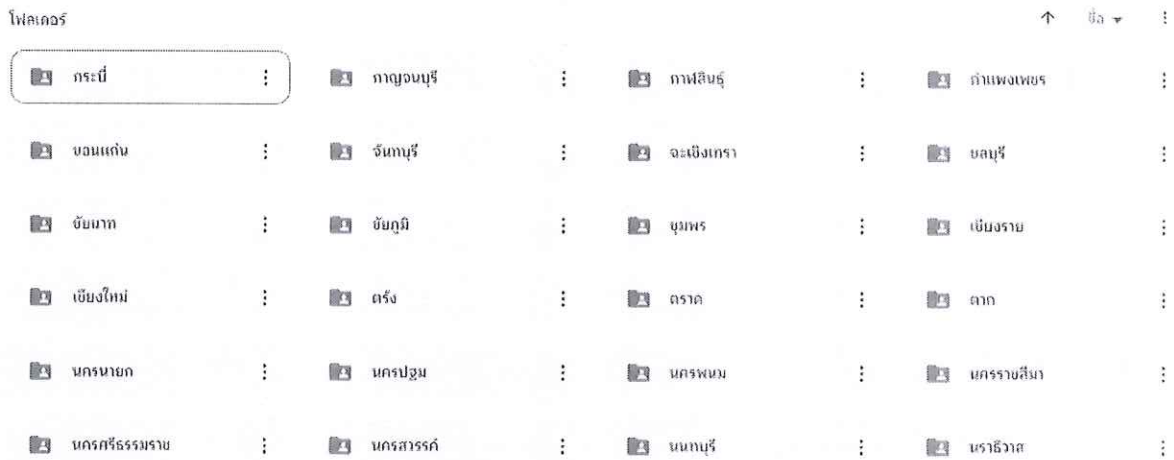 โฟลเดอร์ ชื่อ
กระบี่ กาญจนบุรี กาฬสินธุ์ กำแพงเพชร
ขอนแก่น จันทบุรี ฉะเชิงเทรา ชลบุรี
ชัยนาท ชัยภูมิ ชุมพร เชียงราย
เชียงใหม่ ตรัง ตราด ตาก
นครนายก นครปฐม นครพนม นครราชสีมา
นครศรีธรรมราช นครสวรรค์ นนทบุรี นราธิวาส